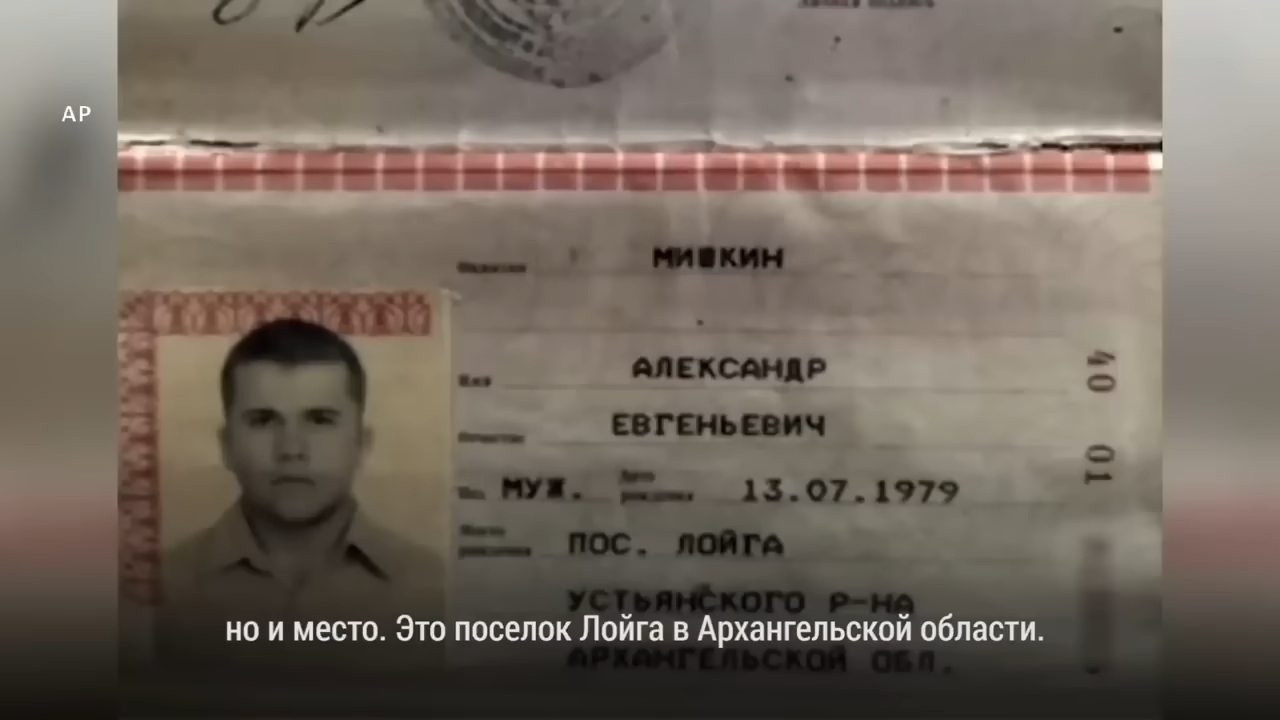 AP
МИШКИН
АЛЕКСАНДР
ЕВГЕНЬЕВИЧ
МУЖ.
13.07.1979
ПОС. ЛОЙГА
УСТЬЯНСКОГО Р-НА
АРХАНГЕЛЬСКОЙ ОБЛ.
40 01
но и место. Это поселок Лойга в Архангельской области.